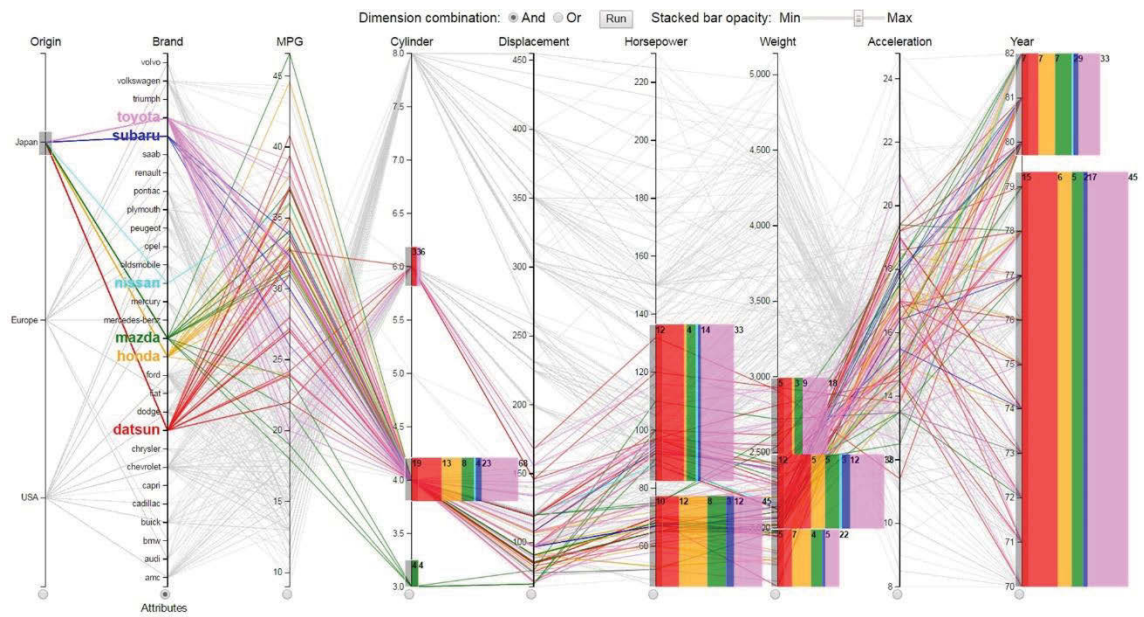 Dimension combination: And Or Run Stacked bar opacity: Min Max
Origin Brand MPG Cylinder Displacement Horsepower Weight Acceleration Year
Japan
Europe
USA
volvo
volkswagen
triumph
toyota
subaru
saab
renault
pontiac
plymouth
peugeot
opel
oldsmobile
nissan
mercury
mercedes-benz
mazda
honda
ford
fiat
dodge
datsun
chrysler
chevrolet
capri
cadillac
buick
bmw
audi
amc
45
40
35
30
25
20
15
10
8.0
7.5
7.0
6.5
6.0
5.5
5.0
4.5
4.0
3.5
3.0
336
19 13 8 4 23 68
4 4
450
400
350
300
250
200
150
100
220
200
180
160
140
120
100
80
60
12 4 14 33
10 12 8 3 12 45
5,000
4,500
4,000
3,500
3,000
2,500
5 3 9 18
12 5 5 3 12
5 7 4 5 22
24
22
20
18
16
14
12
10
8
82
81
80
79
78
77
76
75
74
73
72
71
70
7 7 7 29 33
15 6 5 217 45
Attributes